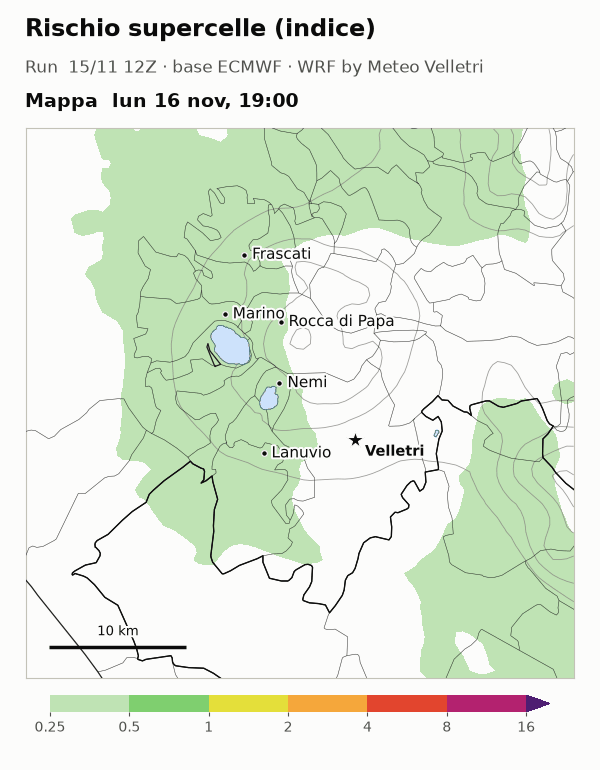 Rischio supercelle (indice)
Run  15/11 12Z · base ECMWF · WRF by Meteo Velletri
Mappa  lun 16 nov, 19:00
Frascati
Marino
Rocca di Papa
Nemi
Velletri
Lanuvio
10 km
0.25 0.5 1 2 4 8 16